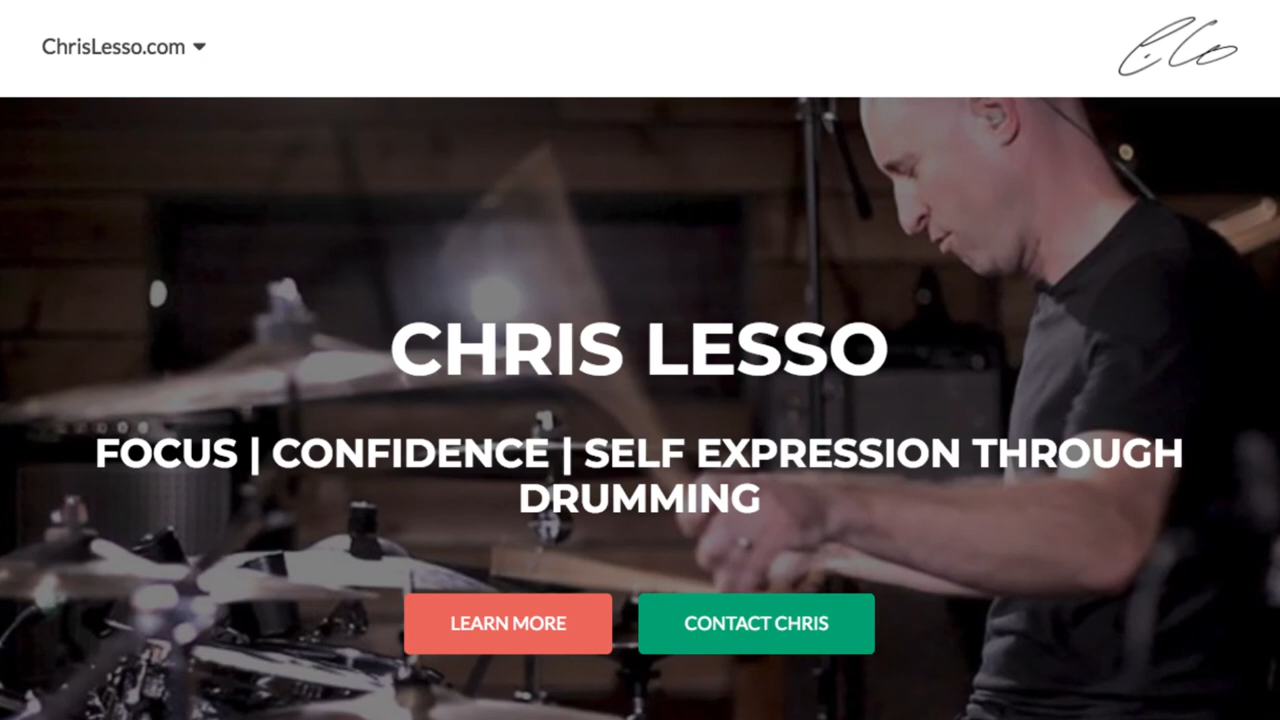 ChrisLesso.com
CHRIS LESSO
FOCUS | CONFIDENCE | SELF EXPRESSION THROUGH
DRUMMING
LEARN MORE
CONTACT CHRIS